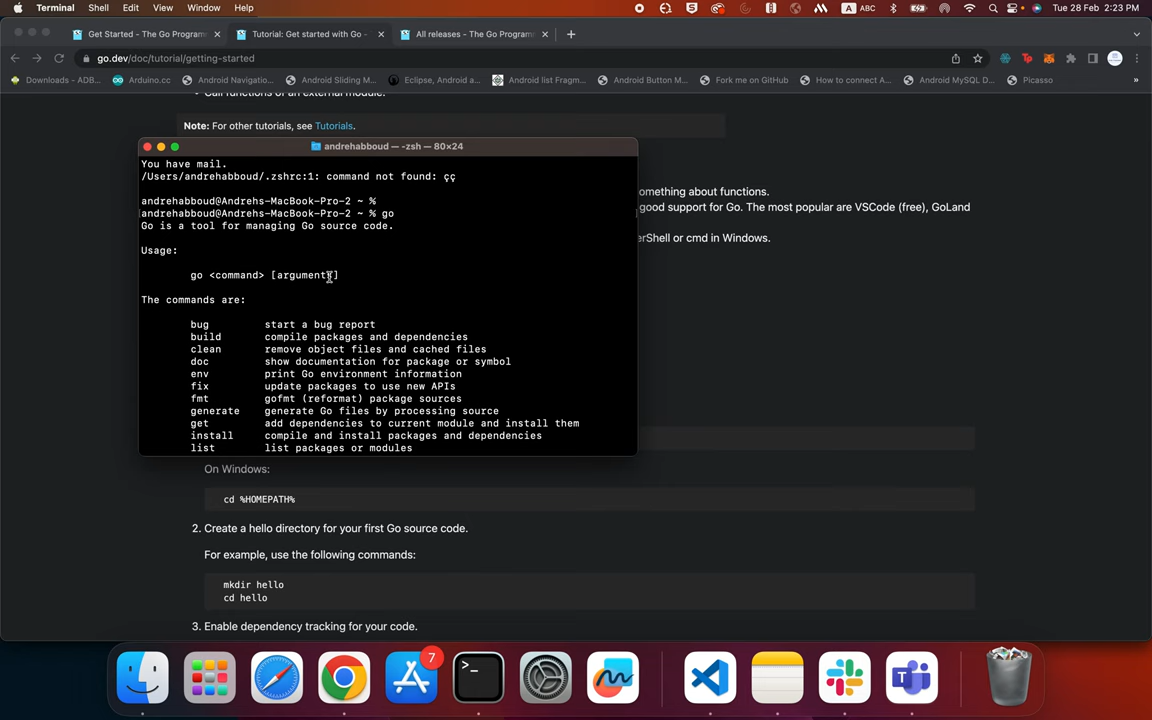 Terminal Shell Edit View Window Help
ABC Tue 28 Feb 2:23 PM
Get Started - The Go Program
Tutorial: Get started with Go -
All releases - The Go Program
go.dev/doc/tutorial/getting-started
Downloads - ADB...
Arduino.cc
Android Navigatio...
Android Sliding M...
Eclipse, Android a...
Android list Fragm...
Android Button M...
Fork me on GitHub
How to connect A...
Android MySQL D...
Picasso
»
Call functions of an external module.
Note: For other tutorials, see Tutorials.
andrehabboud — -zsh — 80×24
You have mail.
/Users/andrehabboud/.zshrc:1: command not found: çç
andrehabboud@Andrehs-MacBook-Pro-2 ~ %
andrehabboud@Andrehs-MacBook-Pro-2 ~ % go
Go is a tool for managing Go source code.
Usage:
go <command> [arguments]
The commands are:
bug start a bug report
build compile packages and dependencies
clean remove object files and cached files
doc show documentation for package or symbol
env print Go environment information
fix update packages to use new APIs
fmt gofmt (reformat) package sources
generate generate Go files by processing source
get add dependencies to current module and install them
install compile and install packages and dependencies
list list packages or modules
omething about functions.
good support for Go. The most popular are VSCode (free), GoLand
erShell or cmd in Windows.
On Windows:
cd %HOMEPATH%
2. Create a hello directory for your first Go source code.
For example, use the following commands:
mkdir hello
cd hello
3. Enable dependency tracking for your code.
7
>_